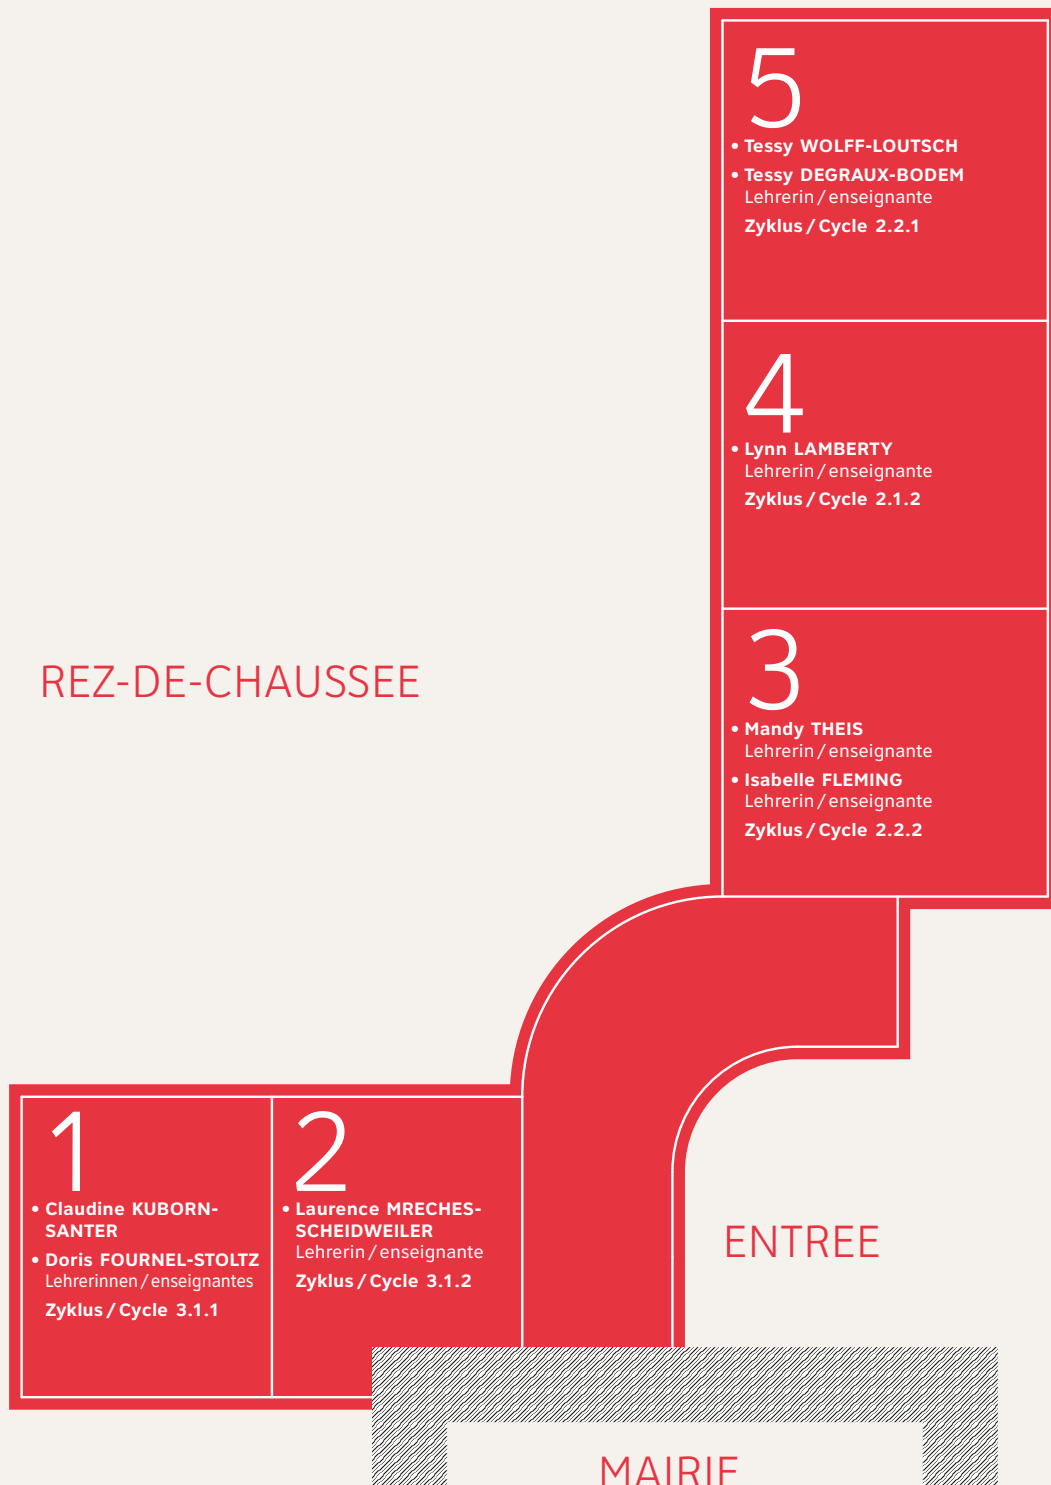 5
• Tessy WOLFF-LOUTSCH
• Tessy DEGRAUX-BODEM
Lehrerin / enseignante
Zyklus / Cycle 2.2.1
4
• Lynn LAMBERTY
Lehrerin / enseignante
Zyklus / Cycle 2.1.2
REZ-DE-CHAUSSEE
3
• Mandy THEIS
Lehrerin / enseignante
• Isabelle FLEMING
Lehrerin / enseignante
Zyklus / Cycle 2.2.2
1
• Claudine KUBORN-
SANTER
• Doris FOURNEL-STOLTZ
Lehrerinnen / enseignantes
Zyklus / Cycle 3.1.1
2
• Laurence MRECHES-
SCHEIDWEILER
Lehrerin / enseignante
Zyklus / Cycle 3.1.2
ENTREE
MAIRIE